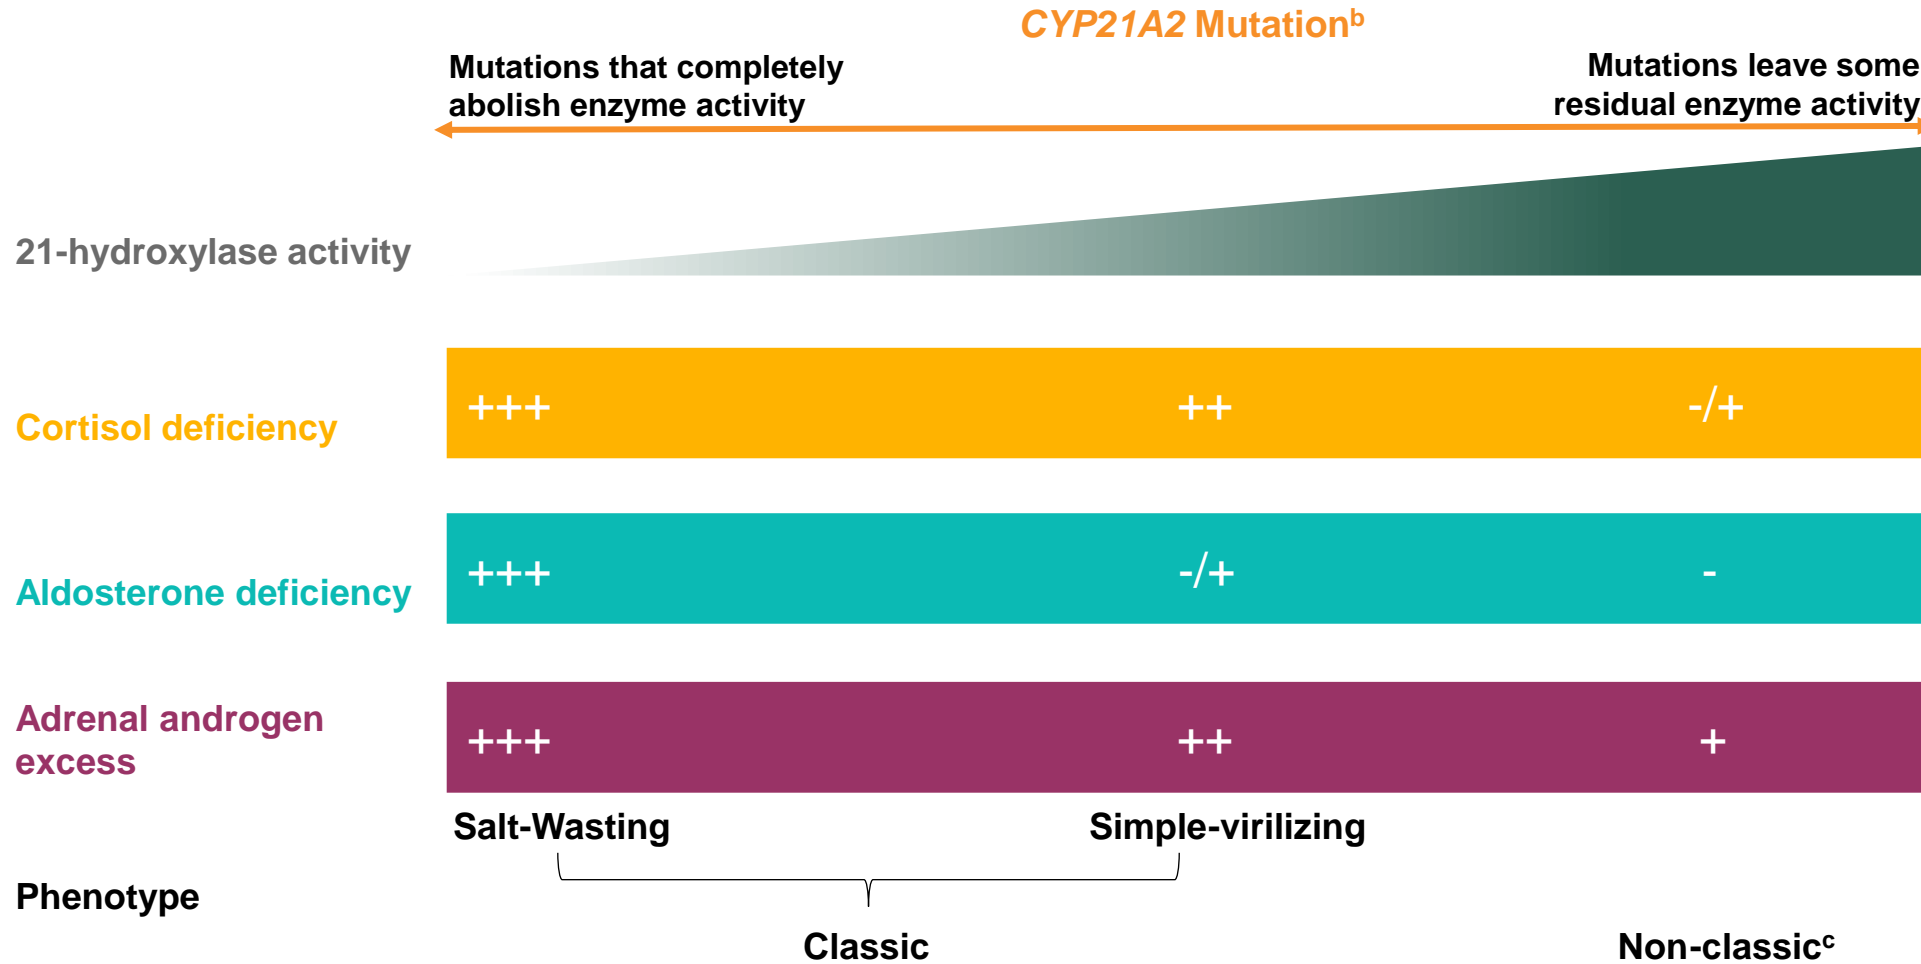 CYP21A2 Mutationᵇ
Mutations that completely
abolish enzyme activity
Mutations leave some
residual enzyme activity
21-hydroxylase activity
Cortisol deficiency
+++
++
-/+
Aldosterone deficiency
+++
-/+
-
Adrenal androgen
excess
+++
++
+
Salt-Wasting
Simple-virilizing
Phenotype
Classic
Non-classicᶜ